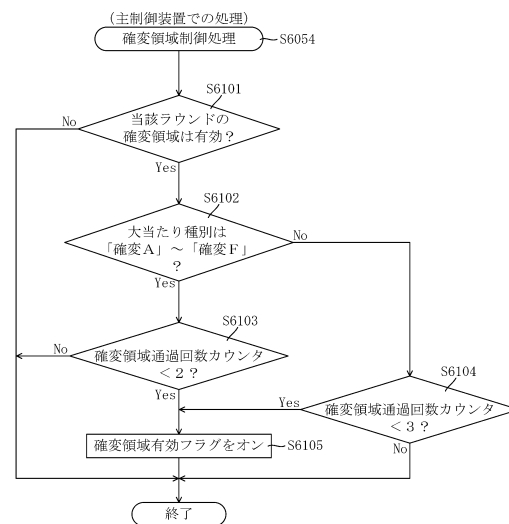 (主制御装置での処理)
確変領域制御処理
S6054
S6101
当該ラウンドの
確変領域は有効？
No
Yes
S6102
大当たり種別は
「確変Ａ」～「確変Ｆ」
？
No
Yes
S6103
確変領域通過回数カウンタ
＜２？
No
Yes
S6104
確変領域通過回数カウンタ
＜３？
Yes
No
確変領域有効フラグをオン
S6105
終了